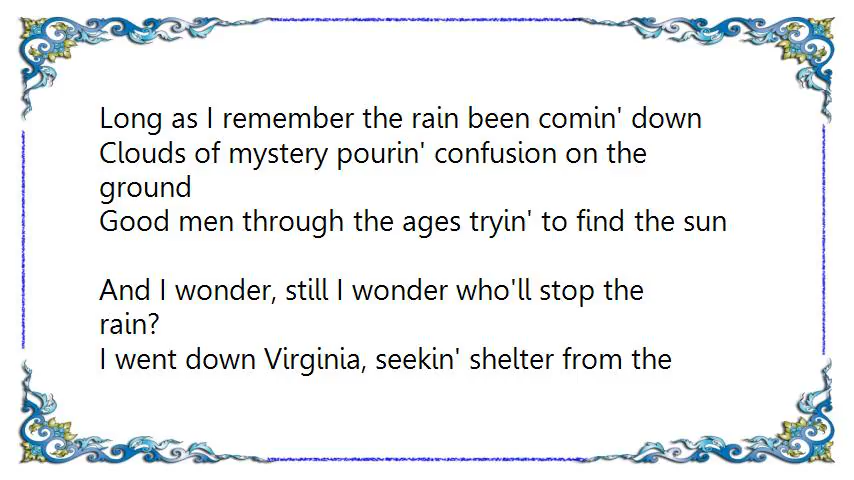 Long as I remember the rain been comin' down
Clouds of mystery pourin' confusion on the
ground
Good men through the ages tryin' to find the sun
And I wonder, still I wonder who'll stop the
rain?
I went down Virginia, seekin' shelter from the